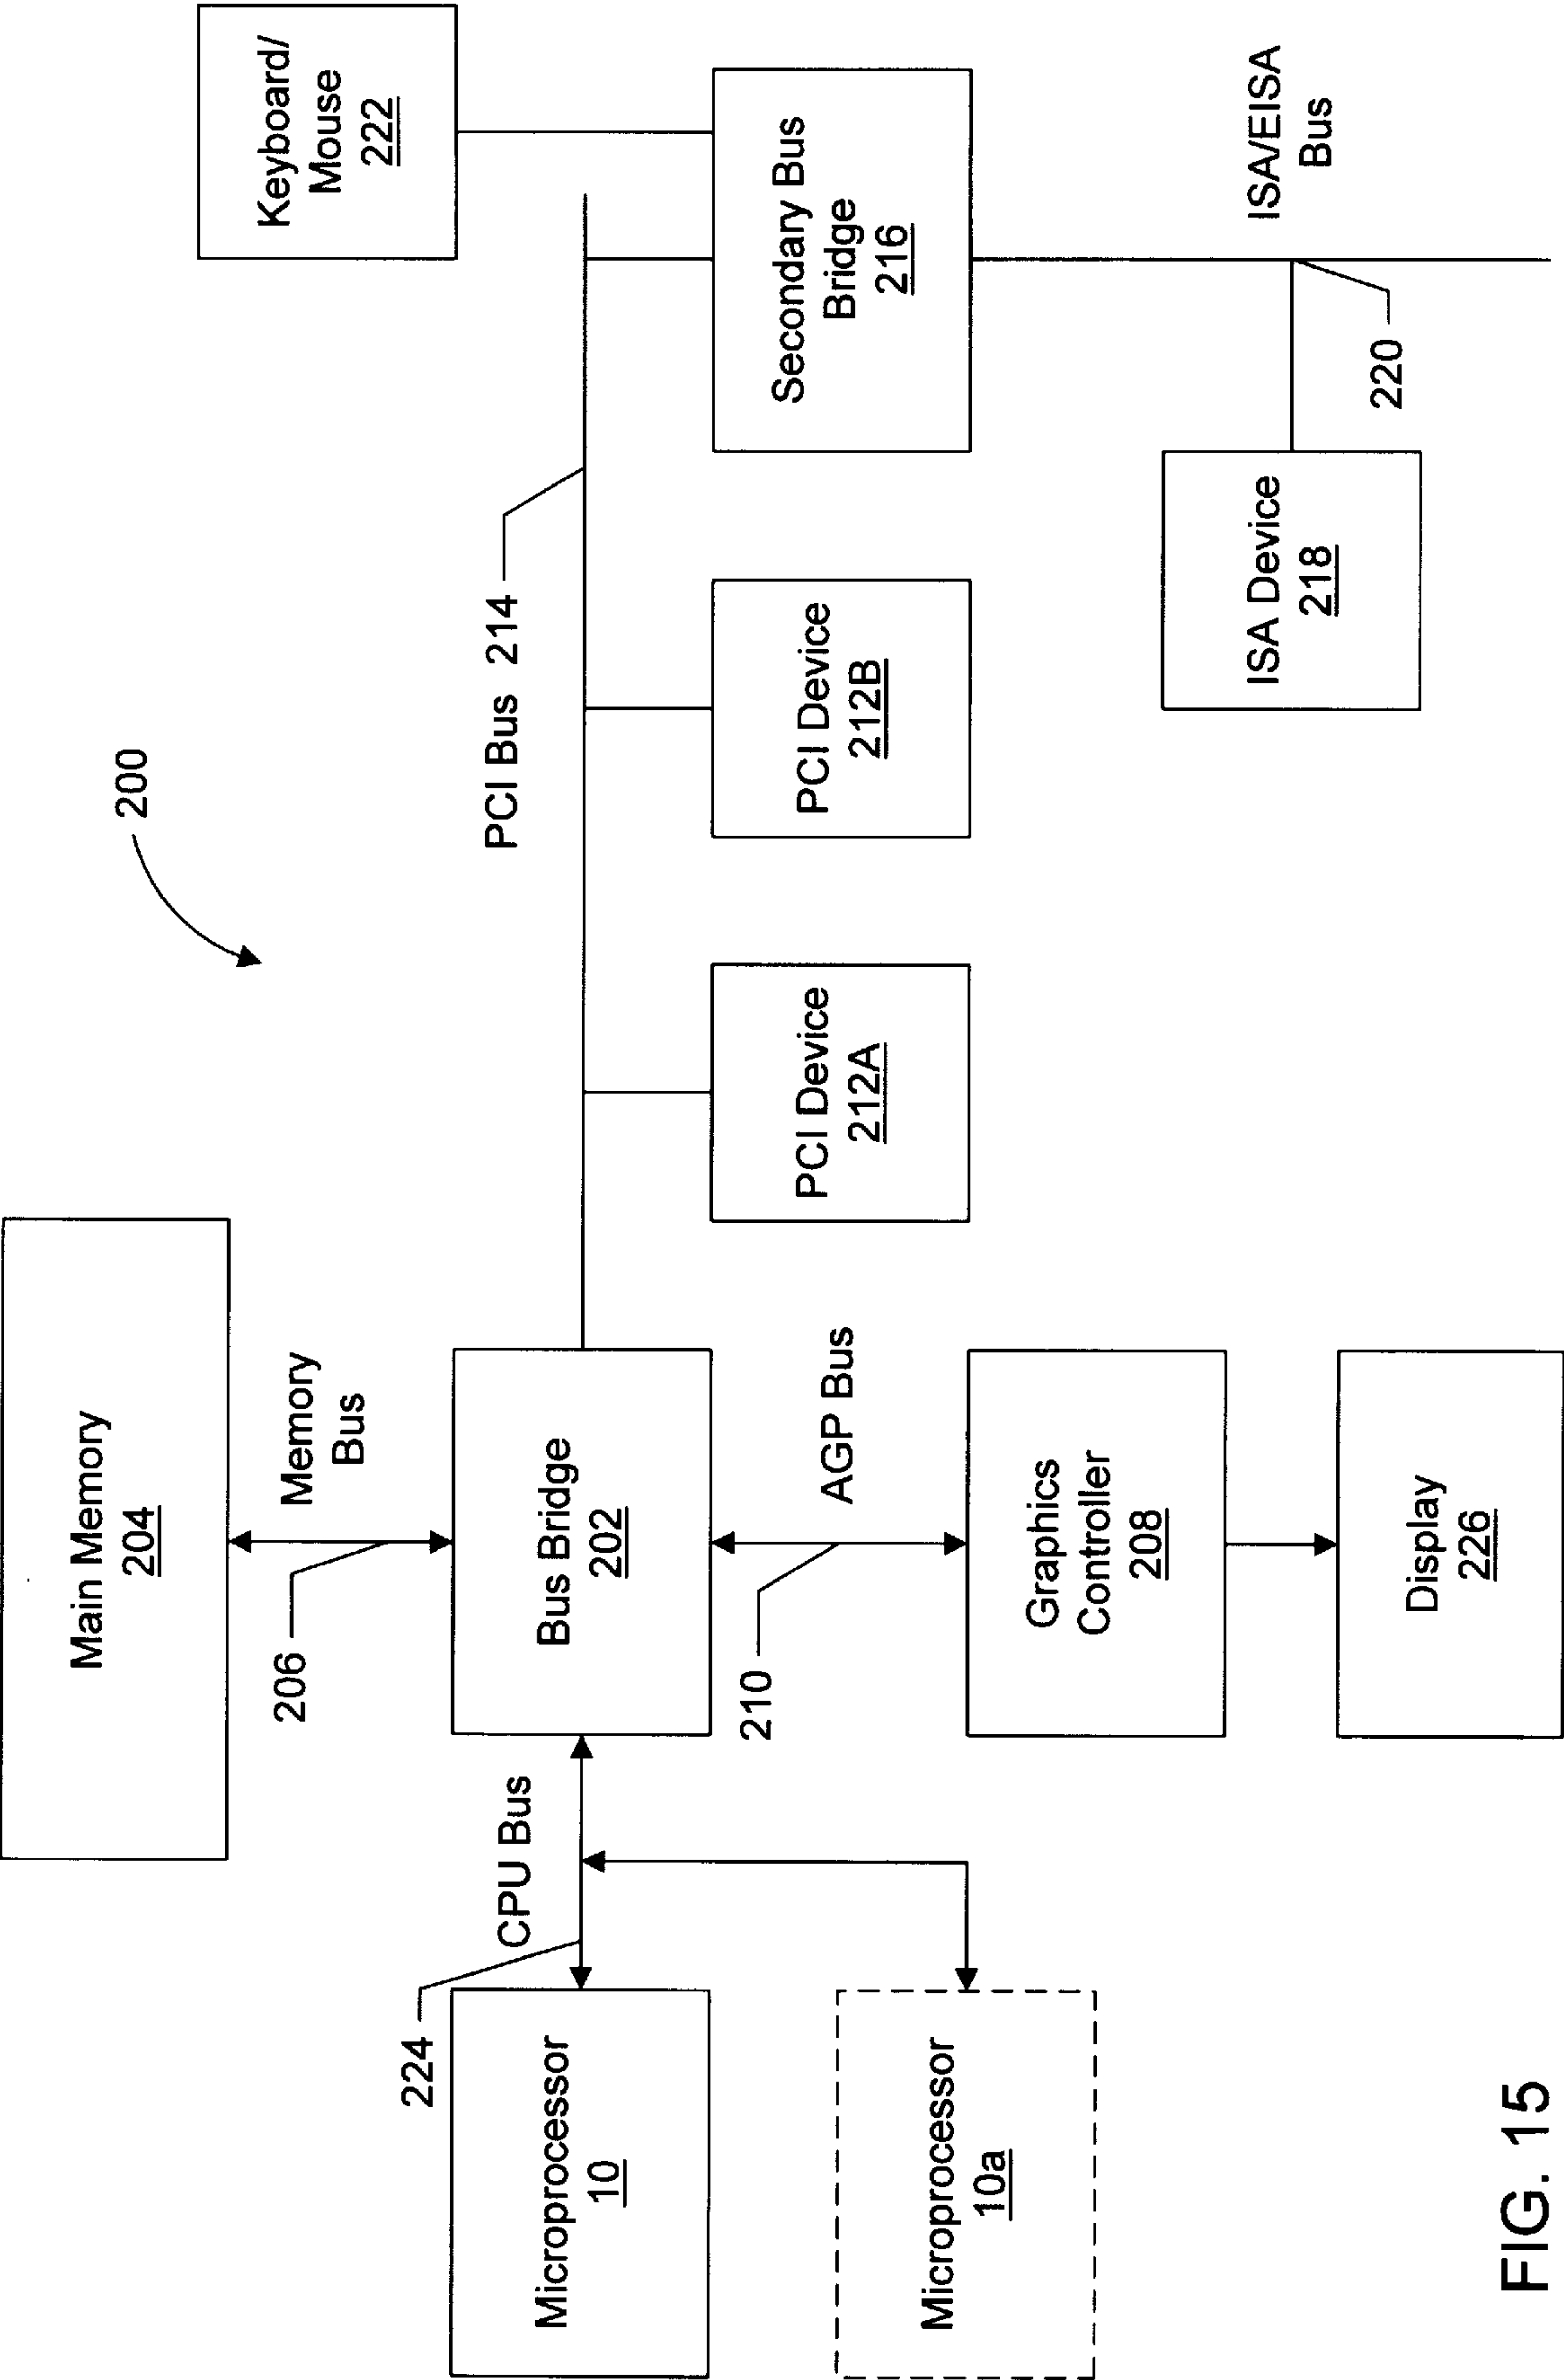 200
Main Memory
204
Keyboard/
Mouse
222
206
Memory
Bus
224
CPU Bus
PCI Bus 214
Microprocessor
10
Bus Bridge
202
210
AGP Bus
PCI Device
212A
PCI Device
212B
Secondary Bus
Bridge
216
Microprocessor
10a
Graphics
Controller
208
ISA Device
218
ISA/EISA
Bus
220
Display
226
FIG. 15